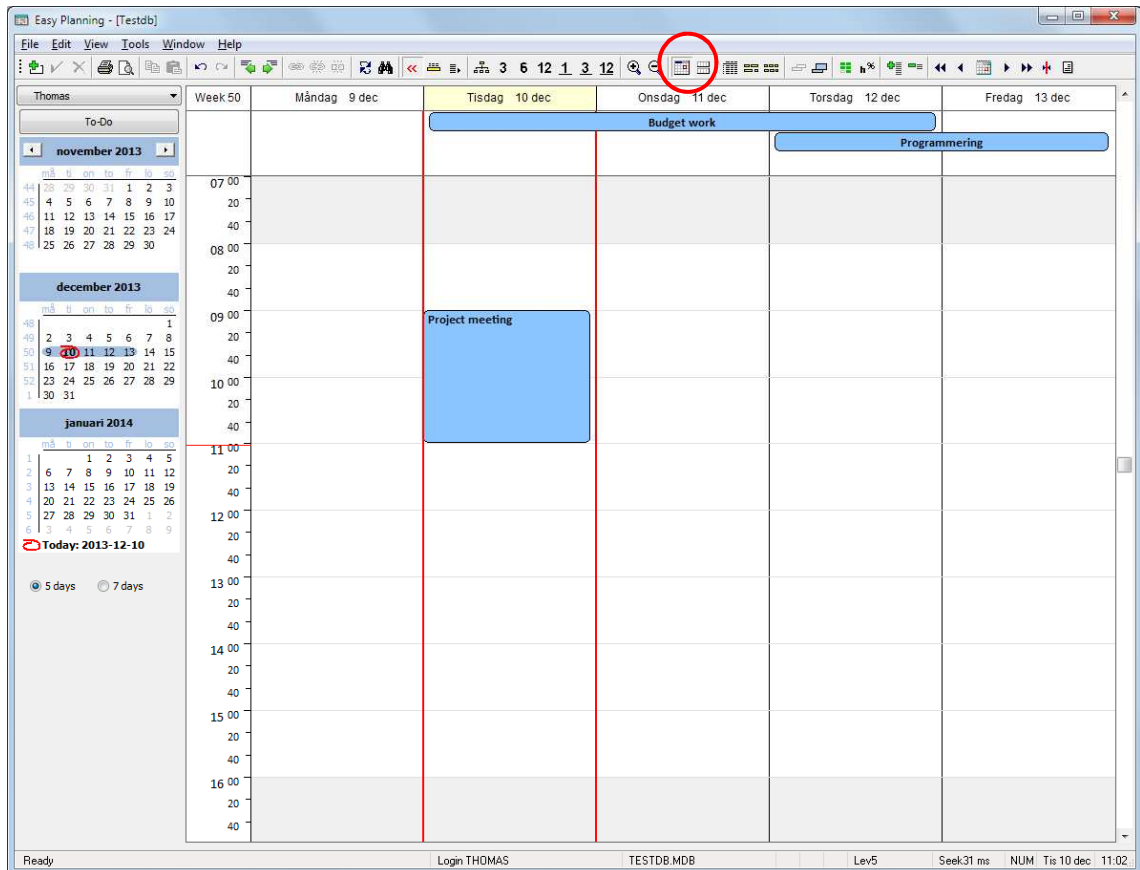 Easy Planning - [Testdb]
File Edit View Tools Window Help
3 6 12 1 3 12 h%
Thomas
To-Do
november 2013
må ti on to fr lö sö
44 28 29 30 31 1 2 3
45 4 5 6 7 8 9 10
46 11 12 13 14 15 16 17
47 18 19 20 21 22 23 24
48 25 26 27 28 29 30
december 2013
må ti on to fr lö sö
48 1
49 2 3 4 5 6 7 8
50 9 10 11 12 13 14 15
51 16 17 18 19 20 21 22
52 23 24 25 26 27 28 29
1 30 31
januari 2014
må ti on to fr lö sö
1 1 2 3 4 5
2 6 7 8 9 10 11 12
3 13 14 15 16 17 18 19
4 20 21 22 23 24 25 26
5 27 28 29 30 31 1 2
6 3 4 5 6 7 8 9
Today: 2013-12-10
5 days 7 days
Week 50 Måndag 9 dec Tisdag 10 dec Onsdag 11 dec Torsdag 12 dec Fredag 13 dec
Budget work
Programmering
07 00
20
40
08 00
20
40
09 00
Project meeting
20
40
10 00
20
40
11 00
20
40
12 00
20
40
13 00
20
40
14 00
20
40
15 00
20
40
16 00
20
40
Ready Login THOMAS TESTDB.MDB Lev5 Seek31 ms NUM Tis 10 dec 11:02